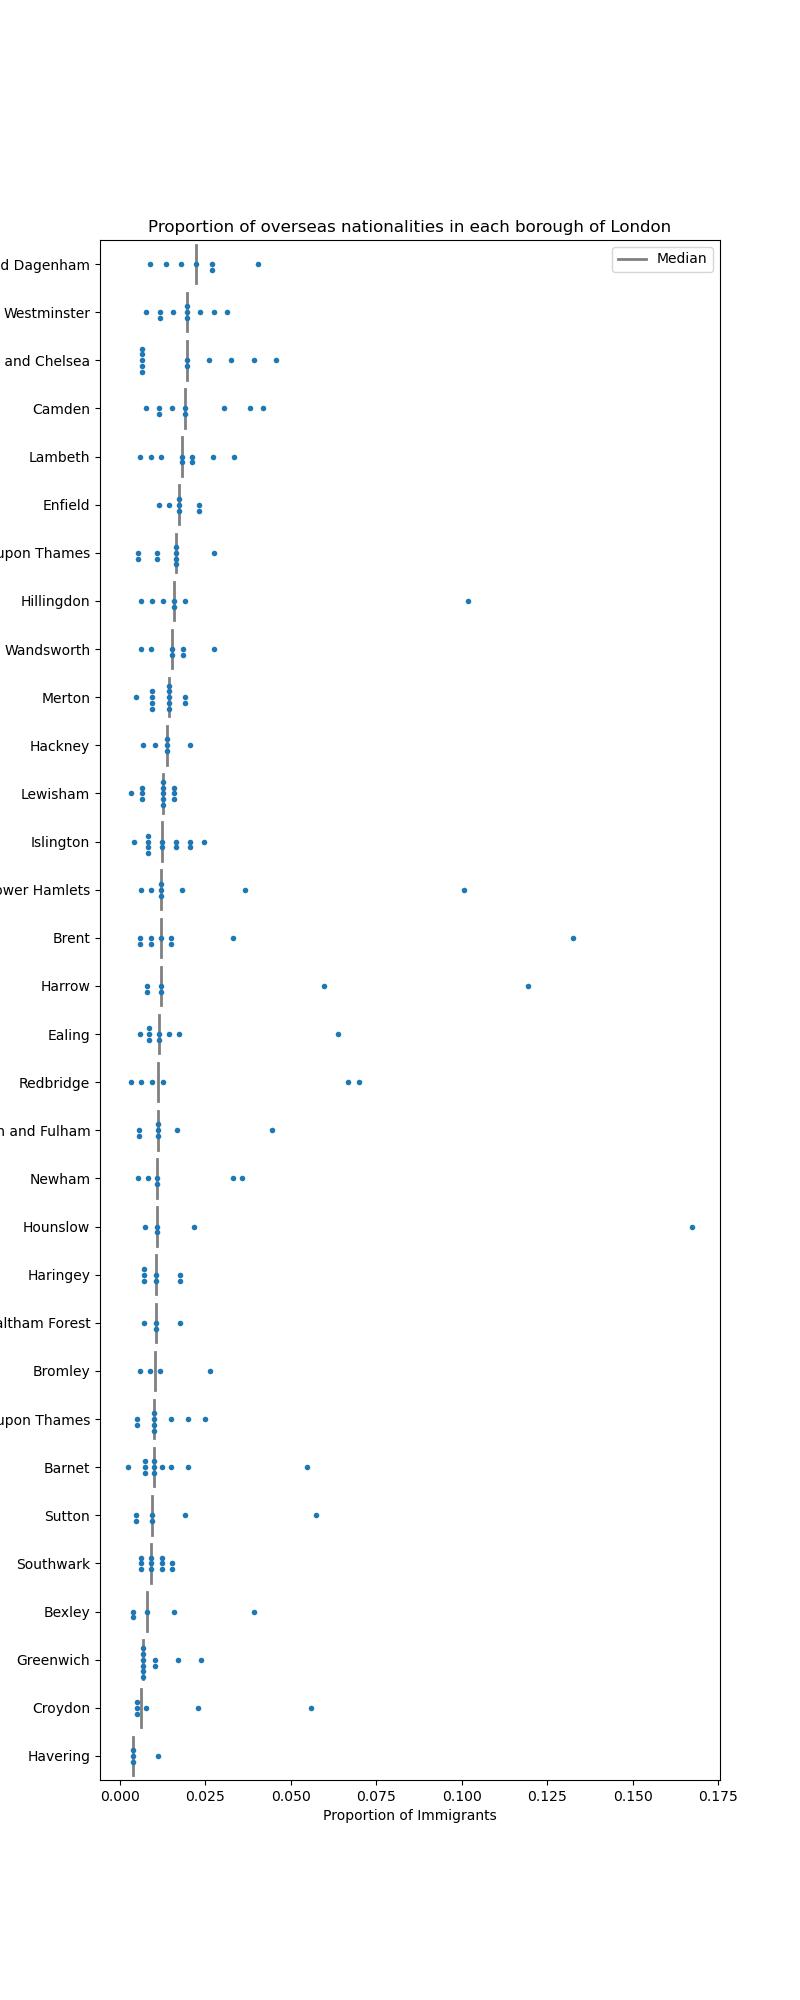 Proportion of overseas nationalities in each borough of London
Median
d Dagenham
Westminster
and Chelsea
Camden
Lambeth
Enfield
upon Thames
Hillingdon
Wandsworth
Merton
Hackney
Lewisham
Islington
ower Hamlets
Brent
Harrow
Ealing
Redbridge
n and Fulham
Newham
Hounslow
Haringey
altham Forest
Bromley
upon Thames
Barnet
Sutton
Southwark
Bexley
Greenwich
Croydon
Havering
0.000 0.025 0.050 0.075 0.100 0.125 0.150 0.175
Proportion of Immigrants